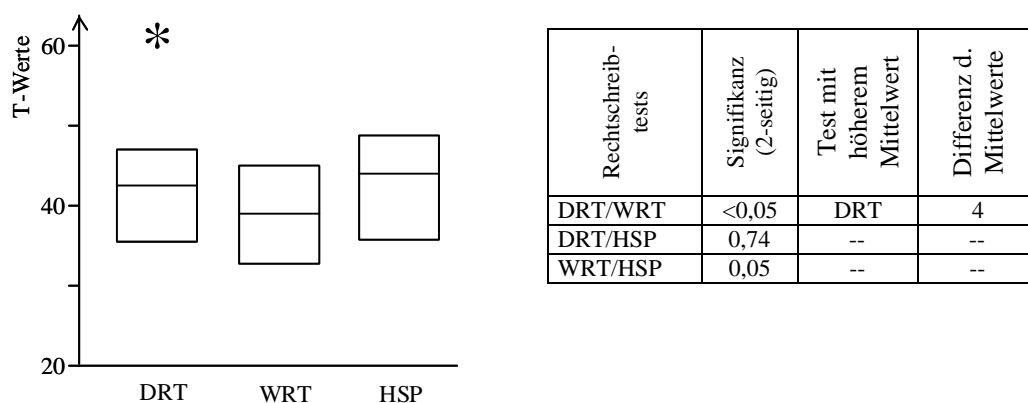 T-Werte
60
40
20
*
DRT WRT HSP
Rechtschreib-
tests
Signifikanz
(2-seitig)
Test mit
höherem
Mittelwert
Differenz d.
Mittelwerte
DRT/WRT <0,05 DRT 4
DRT/HSP 0,74 -- --
WRT/HSP 0,05 -- --